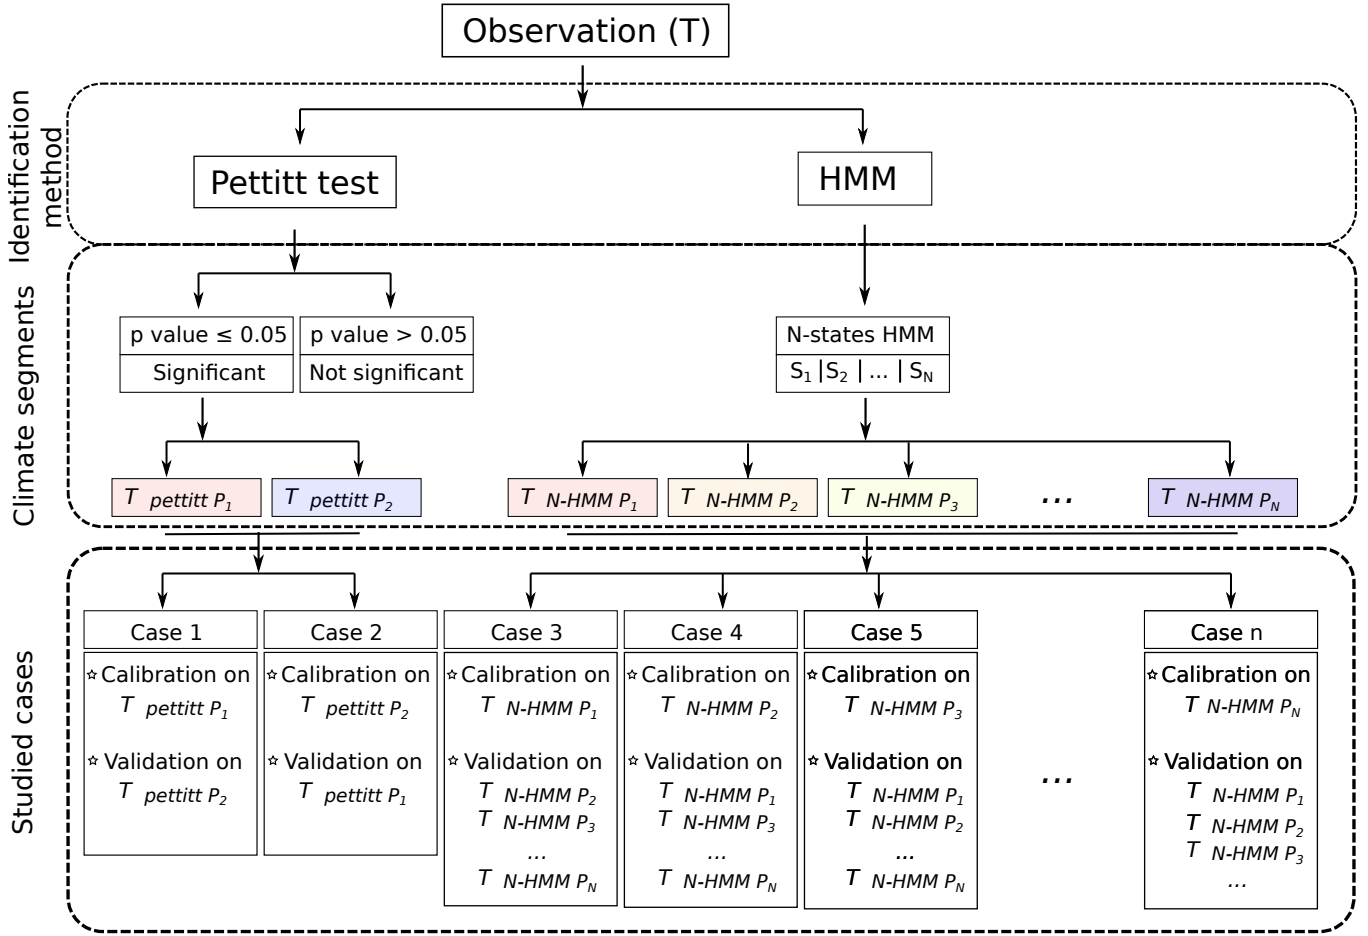 Observation (T)
Identification
method
Pettitt test
HMM
Climate segments
p value ≤ 0.05
Significant
p value > 0.05
Not significant
N-states HMM
S1 | S2 | ... | SN
T pettitt P1
T pettitt P2
T N-HMM P1
T N-HMM P2
T N-HMM P3
...
T N-HMM PN
Studied cases
Case 1
☆ Calibration on
T pettitt P1
☆ Validation on
T pettitt P2
Case 2
☆ Calibration on
T pettitt P2
☆ Validation on
T pettitt P1
Case 3
☆ Calibration on
T N-HMM P1
☆ Validation on
T N-HMM P2
T N-HMM P3
...
T N-HMM PN
Case 4
☆ Calibration on
T N-HMM P2
☆ Validation on
T N-HMM P1
T N-HMM P3
...
T N-HMM PN
Case 5
☆ Calibration on
T N-HMM P3
☆ Validation on
T N-HMM P1
T N-HMM P2
...
T N-HMM PN
...
Case n
☆ Calibration on
T N-HMM PN
☆ Validation on
T N-HMM P1
T N-HMM P2
T N-HMM P3
...